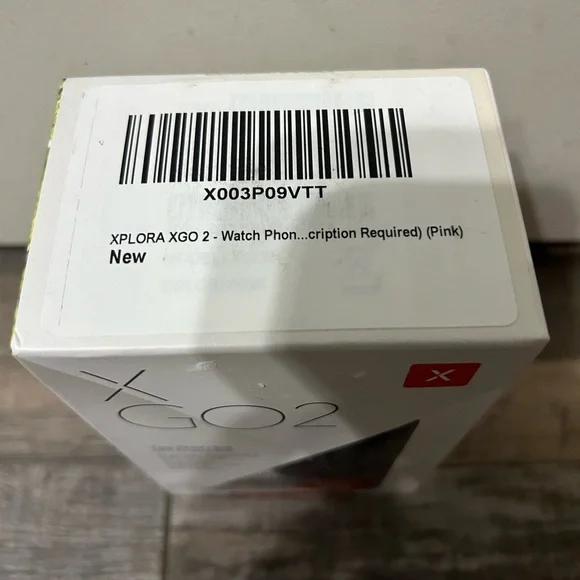 X003P09VTT
XPLORA XGO 2 - Watch Phon...cription Required) (Pink)
New
X
X
GO2